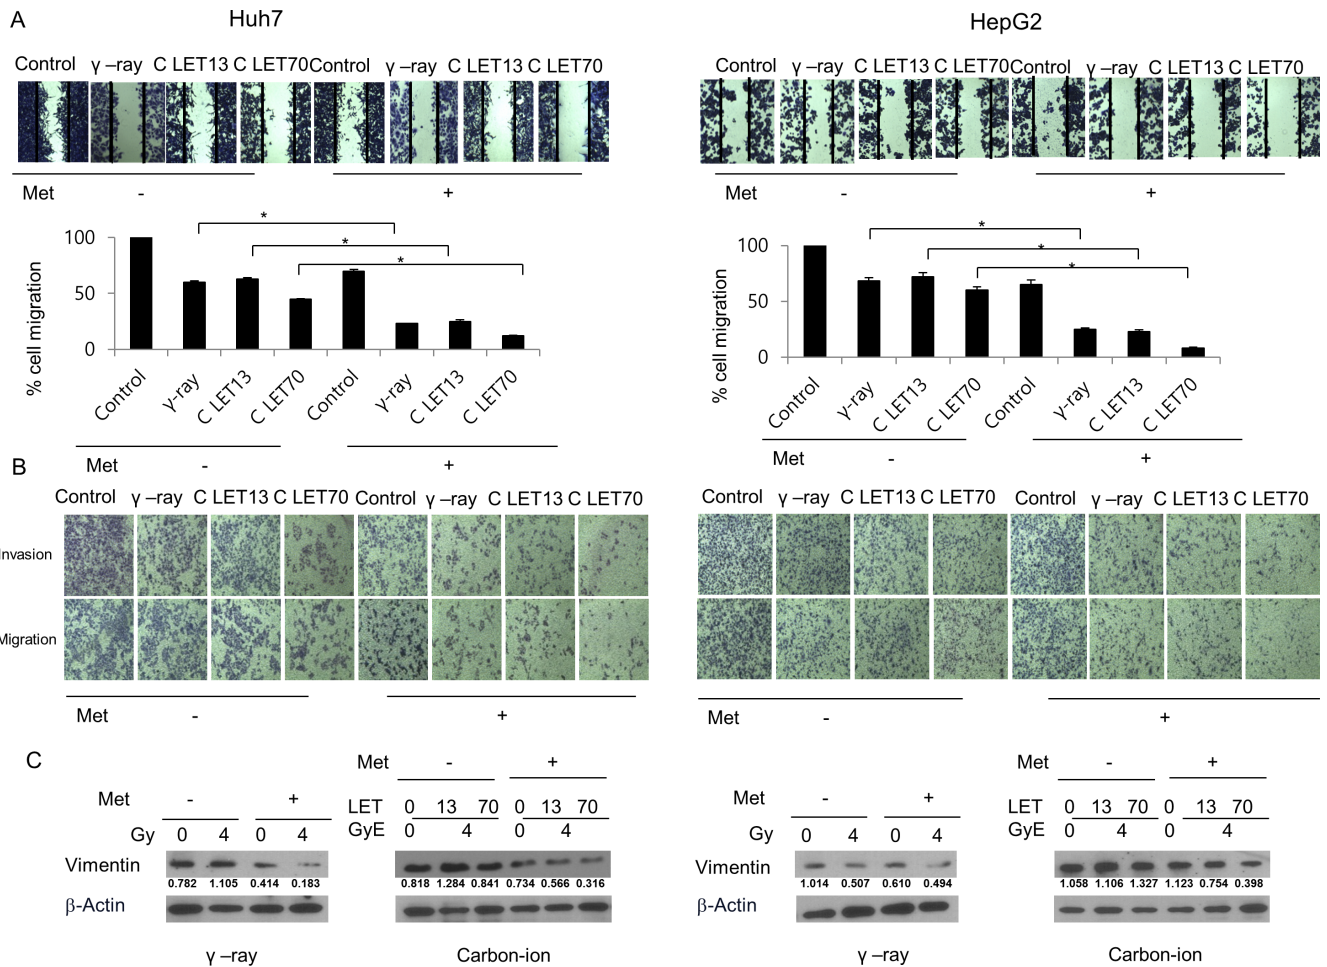 A
Huh7
HepG2
Control γ –ray C LET13 C LET70 Control γ –ray C LET13 C LET70
Control γ –ray C LET13 C LET70 Control γ –ray C LET13 C LET70
Met - +
Met - +
% cell migration
100
50
0
* * *
Control γ-ray C LET13 C LET70 Control γ-ray C LET13 C LET70
Met - +
% cell migration
100
50
0
* * *
Control γ-ray C LET13 C LET70 Control γ-ray C LET13 C LET70
Met - +
B
Control γ –ray C LET13 C LET70 Control γ –ray C LET13 C LET70
Control γ –ray C LET13 C LET70 Control γ –ray C LET13 C LET70
Invasion
Migration
Met - +
Met - +
C
Met - +
Gy 0 4 0 4
Vimentin
0.782 1.105 0.414 0.183
β-Actin
γ –ray
Met - +
LET 0 13 70 0 13 70
GyE 0 4 0 4
0.818 1.284 0.841 0.734 0.566 0.316
Carbon-ion
Met - +
Gy 0 4 0 4
Vimentin
1.014 0.507 0.610 0.494
β-Actin
γ –ray
Met - +
LET 0 13 70 0 13 70
GyE 0 4 0 4
1.058 1.106 1.327 1.123 0.754 0.398
Carbon-ion